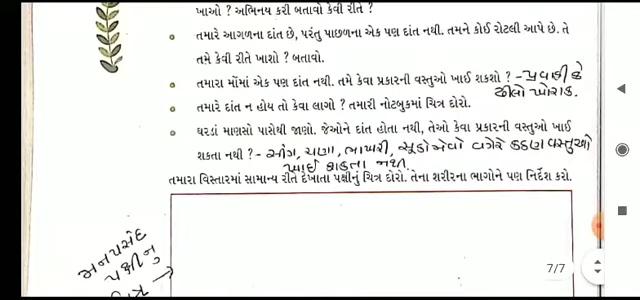 ખાઓ ? અભિનય કરી બતાવો કેવી રીતે ?
તમારે આગળના દાંત છે, પરંતુ પાછળના એક પણ દાંત નથી. તમને કોઈ રોટલી આપે છે. તે
તમે કેવી રીતે ખાશો ? બતાવો.
તમારા મોંમાં એક પણ દાંત નથી. તમે કેવા પ્રકારની વસ્તુઓ ખાઈ શકશો ? - પ્રવાહી કે
ઢીલો ખોરાક.
તમારે દાંત ન હોય તો કેવા લાગો ? તમારી નોટબુકમાં ચિત્ર દોરો.
ઘરડાં માણસો પાસેથી જાણો. જેઓને દાંત હોતા નથી, તેઓ કેવા પ્રકારની વસ્તુઓ ખાઈ
શકતા નથી ? - સીંગ, ચણા, ભાખરી, સૂકો મેવો વગેરે કઠણ વસ્તુઓ
ખાઈ શકતા નથી
તમારા વિસ્તારમાં સામાન્ય રીતે દેખાતા પક્ષીનું ચિત્ર દોરો. તેના શરીરના ભાગોને પણ નિર્દેશ કરો.
મનપસંદ
પક્ષીનુ
ચિત્ર
7/7